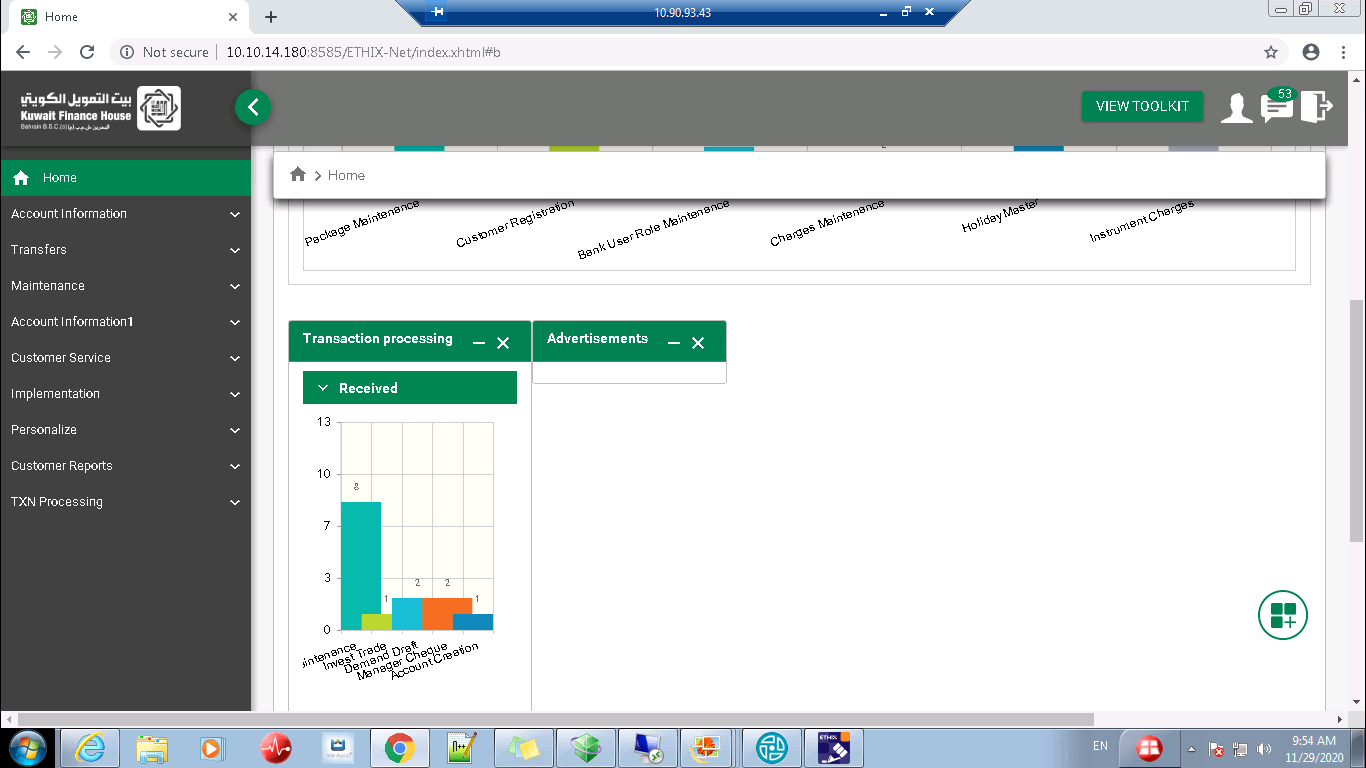 Home
10.90.93.43
Not secure
10.10.14.180:8585/ETHIX-Net/index.xhtml#b
بيت التمويل الكويتي
Kuwait Finance House
VIEW TOOLKIT
53
Home
Home
Account Information
Transfers
Maintenance
Account Information1
Customer Service
Implementation
Personalize
Customer Reports
TXN Processing
Package Maintenance
Customer Registration
Bank User Role Maintenance
Charges Maintenance
Holiday Master
Instrument Charges
Transaction processing
Advertisements
Received
13
10
7
3
0
8
1
2
2
1
intenance
Invest Trade
Demand Draft
Manager Cheque
Account Creation
ETHIX
EN
9:54 AM
11/29/2020